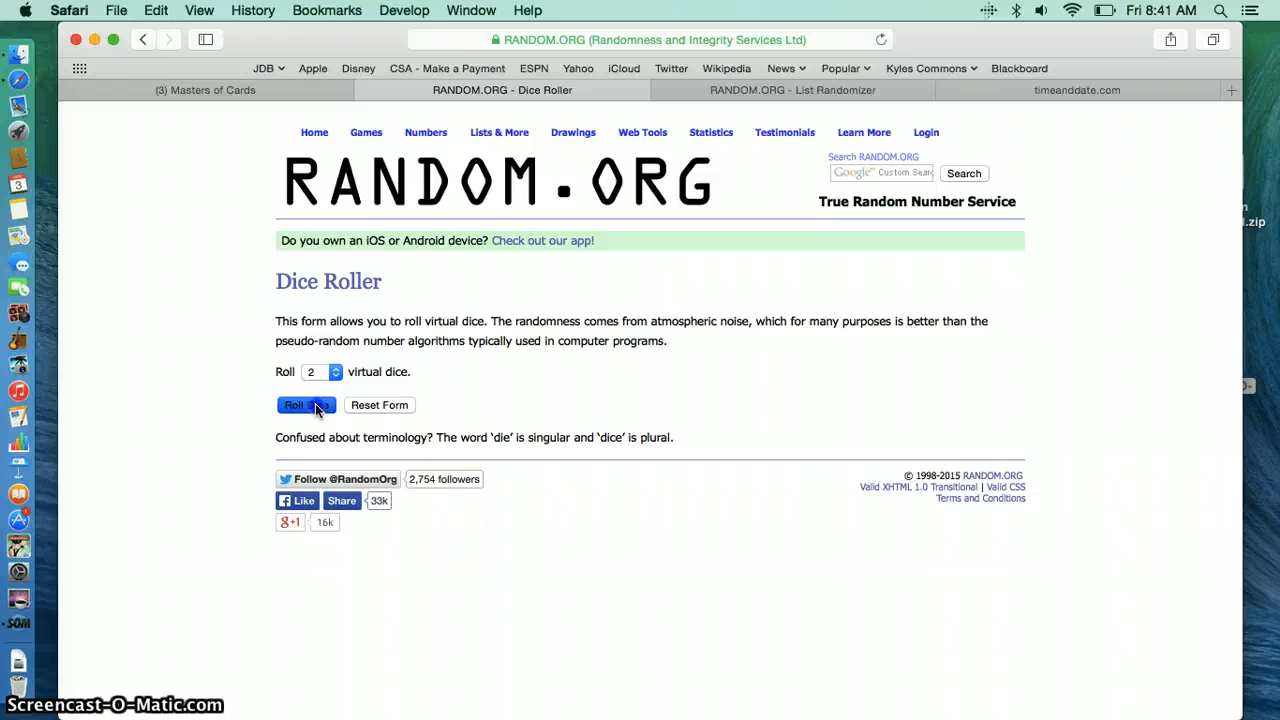 Safari File Edit View History Bookmarks Develop Window Help Fri 8:41 AM
RANDOM.ORG (Randomness and Integrity Services Ltd)
JDB Apple Disney CSA - Make a Payment ESPN Yahoo iCloud Twitter Wikipedia News Popular Kyles Commons Blackboard
(3) Masters of Cards RANDOM.ORG - Dice Roller RANDOM.ORG - List Randomizer timeanddate.com
Home Games Numbers Lists & More Drawings Web Tools Statistics Testimonials Learn More Login
RANDOM.ORG
Search RANDOM.ORG
Google™ Custom Sear Search
True Random Number Service
.zip
Do you own an iOS or Android device? Check out our app!
Dice Roller
This form allows you to roll virtual dice. The randomness comes from atmospheric noise, which for many purposes is better than the
pseudo-random number algorithms typically used in computer programs.
Roll 2 virtual dice.
Roll Reset Form
Confused about terminology? The word ‘die’ is singular and ‘dice’ is plural.
Follow @RandomOrg 2,754 followers
Like Share 33k
g+1 16k
© 1998-2015 RANDOM.ORG
Valid XHTML 1.0 Transitional | Valid CSS
Terms and Conditions
SOM
Screencast-O-Matic.com